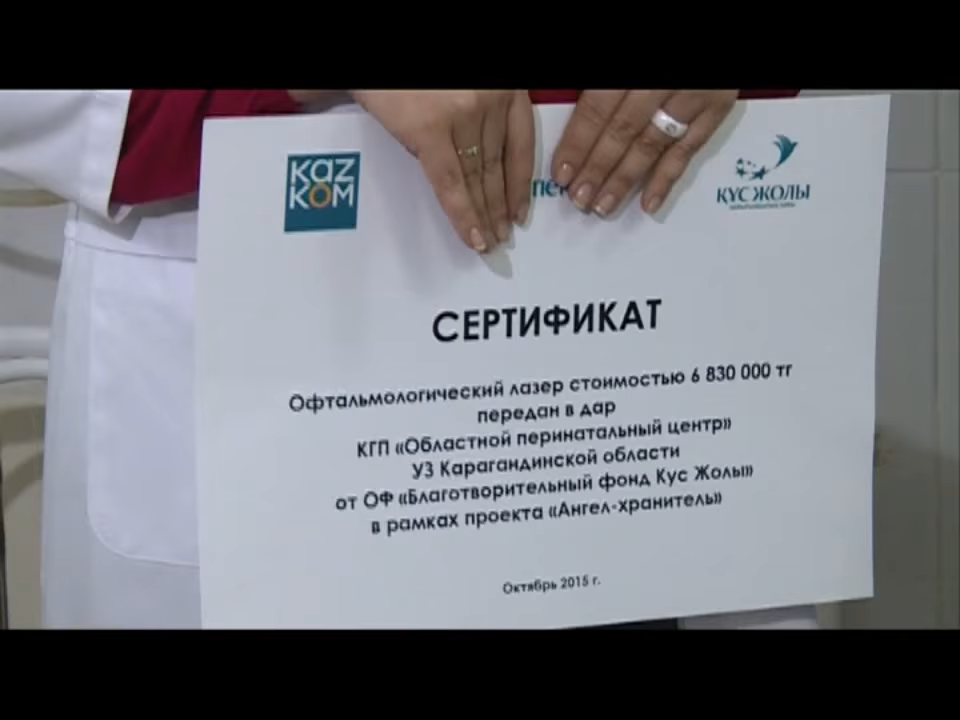 KAZ
KOM
ҚҰС ЖОЛЫ
СЕРТИФИКАТ
Офтальмологический лазер стоимостью 6 830 000 тг
передан в дар
КГП «Областной перинатальный центр»
УЗ Карагандинской области
от ОФ «Благотворительный фонд Кус Жолы»
в рамках проекта «Ангел-хранитель»
Октябрь 2015 г.